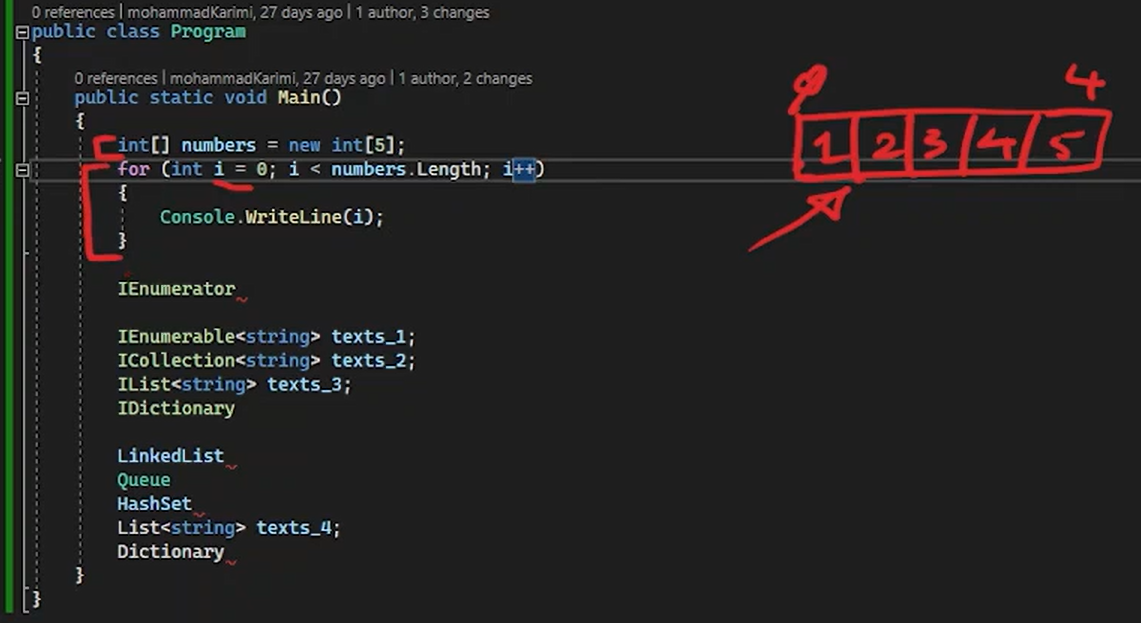 0 references | mohammadKarimi, 27 days ago | 1 author, 3 changes
public class Program
{
0 references | mohammadKarimi, 27 days ago | 1 author, 2 changes
public static void Main()
{
int[] numbers = new int[5];
for (int i = 0; i < numbers.Length; i++)
{
Console.WriteLine(i);
}
IEnumerator
IEnumerable<string> texts_1;
ICollection<string> texts_2;
IList<string> texts_3;
IDictionary
LinkedList
Queue
HashSet
List<string> texts_4;
Dictionary
}
}
0 4
1 2 3 4 5